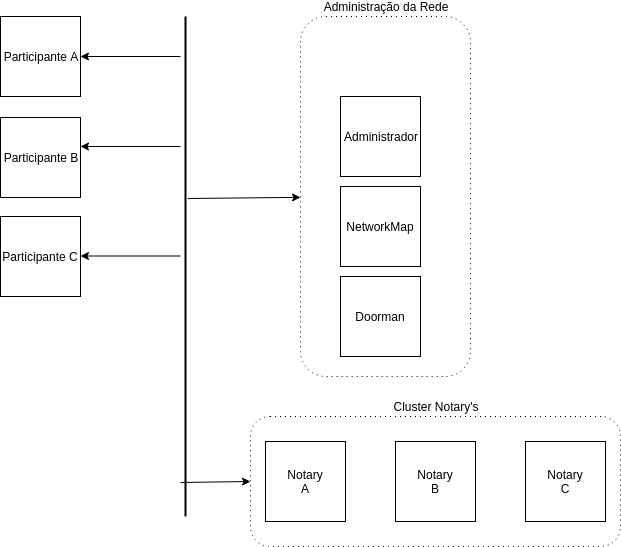 Administração da Rede
Participante A
Participante B
Participante C
Administrador
NetworkMap
Doorman
Cluster Notary's
Notary
A
Notary
B
Notary
C